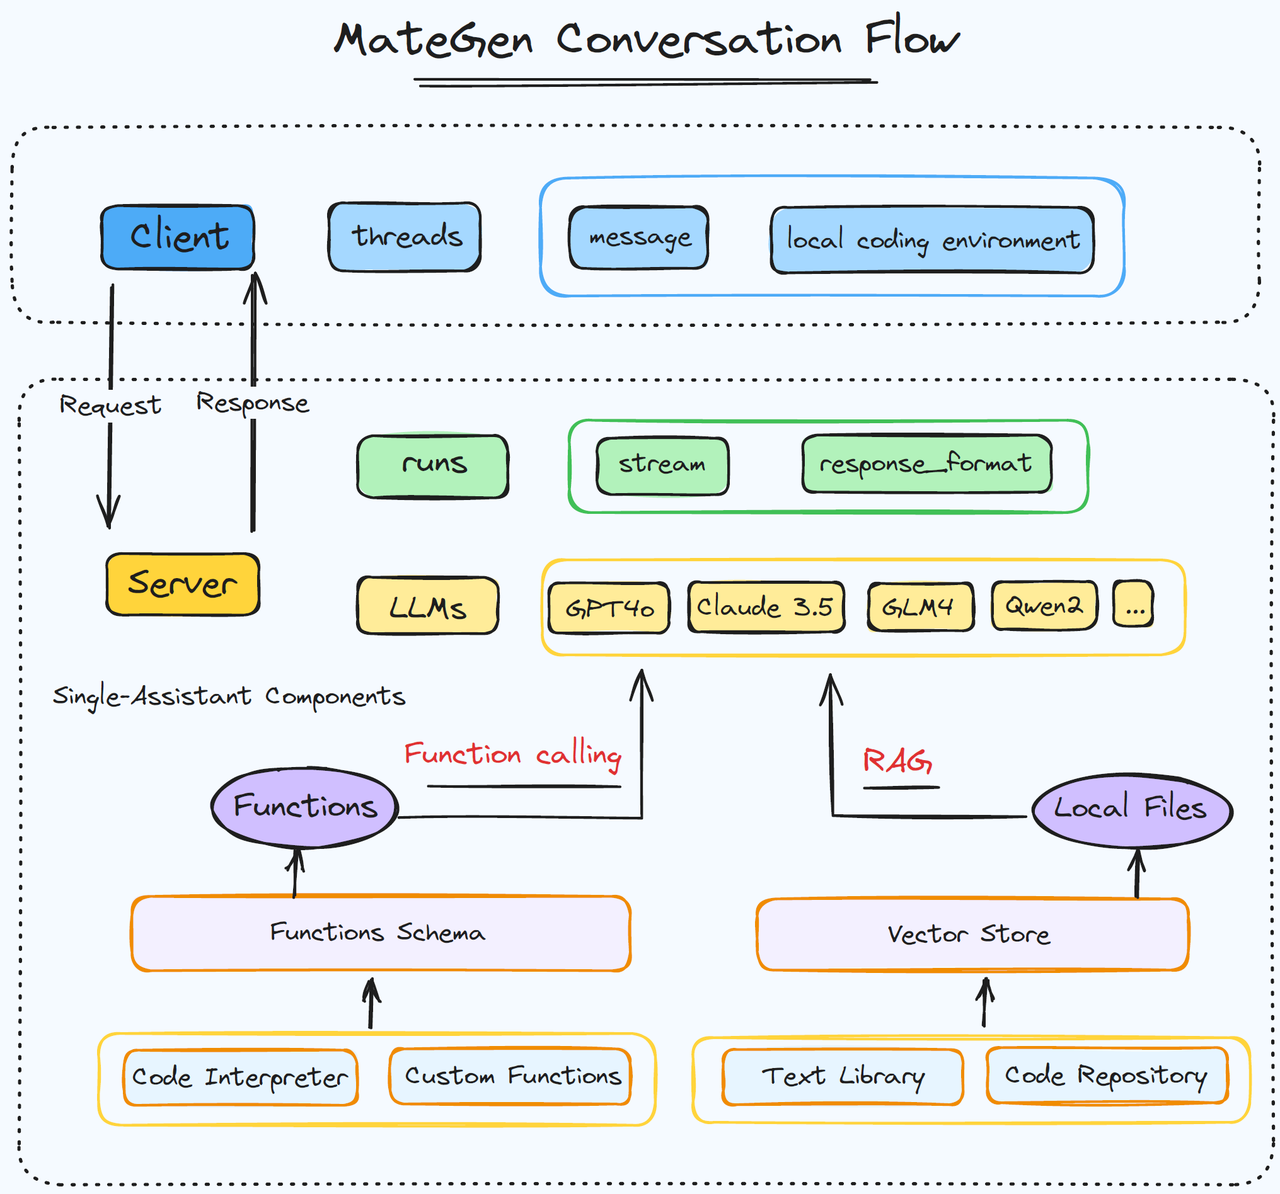 MateGen Conversation Flow
Client
threads
message
local coding environment
Request
Response
runs
stream
response_format
Server
LLMs
GPT4o
Claude 3.5
GLM4
Qwen2
...
Single-Assistant Components
Function calling
RAG
Functions
Local Files
Functions Schema
Vector Store
Code Interpreter
Custom Functions
Text Library
Code Repository